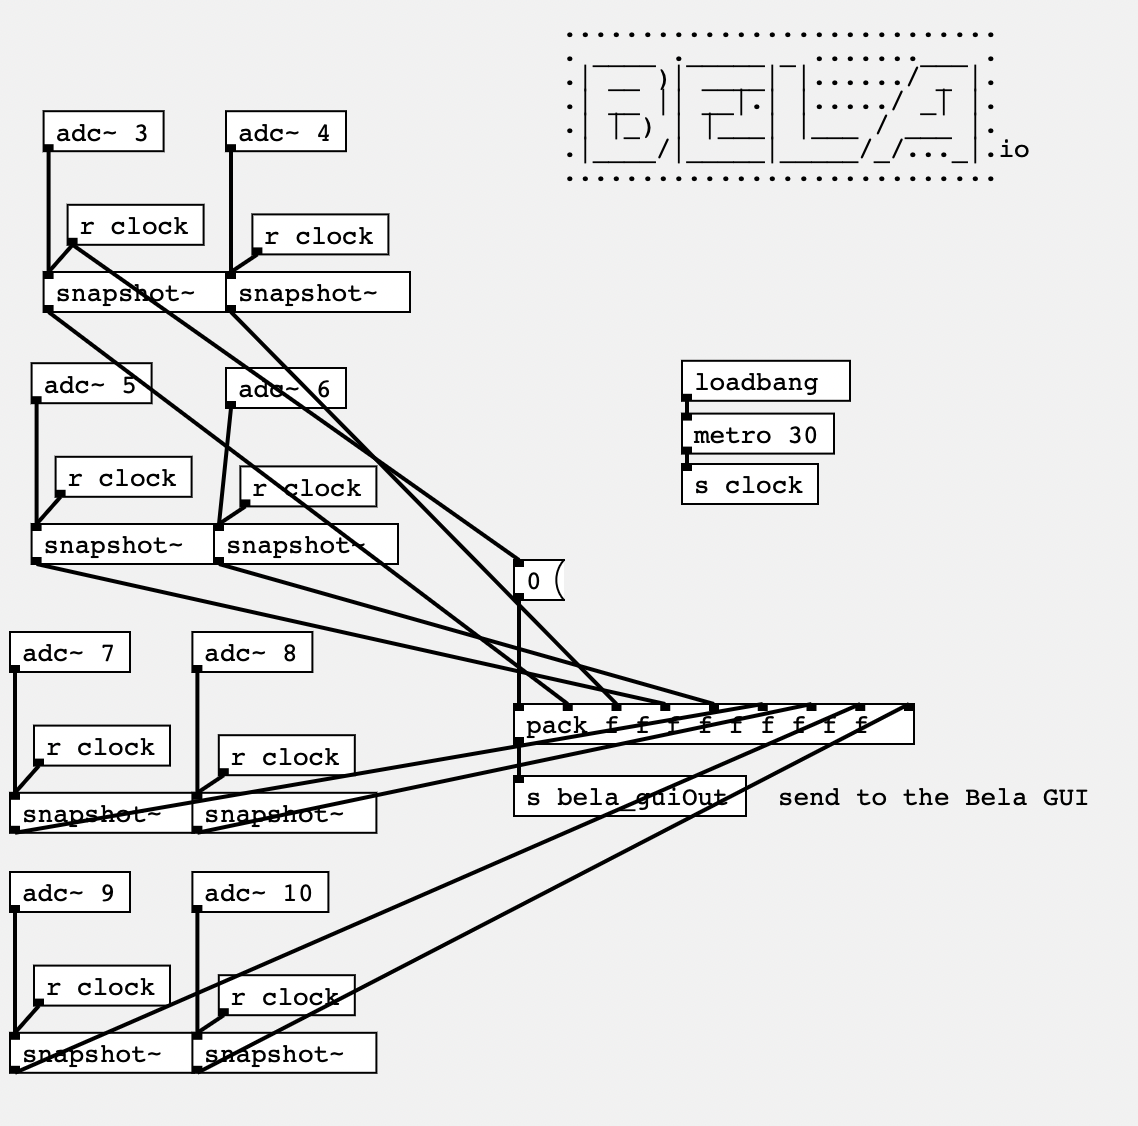 adc~ 3
adc~ 4
r clock
r clock
snapshot~
snapshot~
adc~ 5
adc~ 6
r clock
r clock
snapshot~
snapshot~
adc~ 7
adc~ 8
r clock
r clock
snapshot~
snapshot~
adc~ 9
adc~ 10
r clock
r clock
snapshot~
snapshot~
BELA
io
loadbang
metro 30
s clock
0
pack f f f f f f f f f
s bela_guiOut
send to the Bela GUI